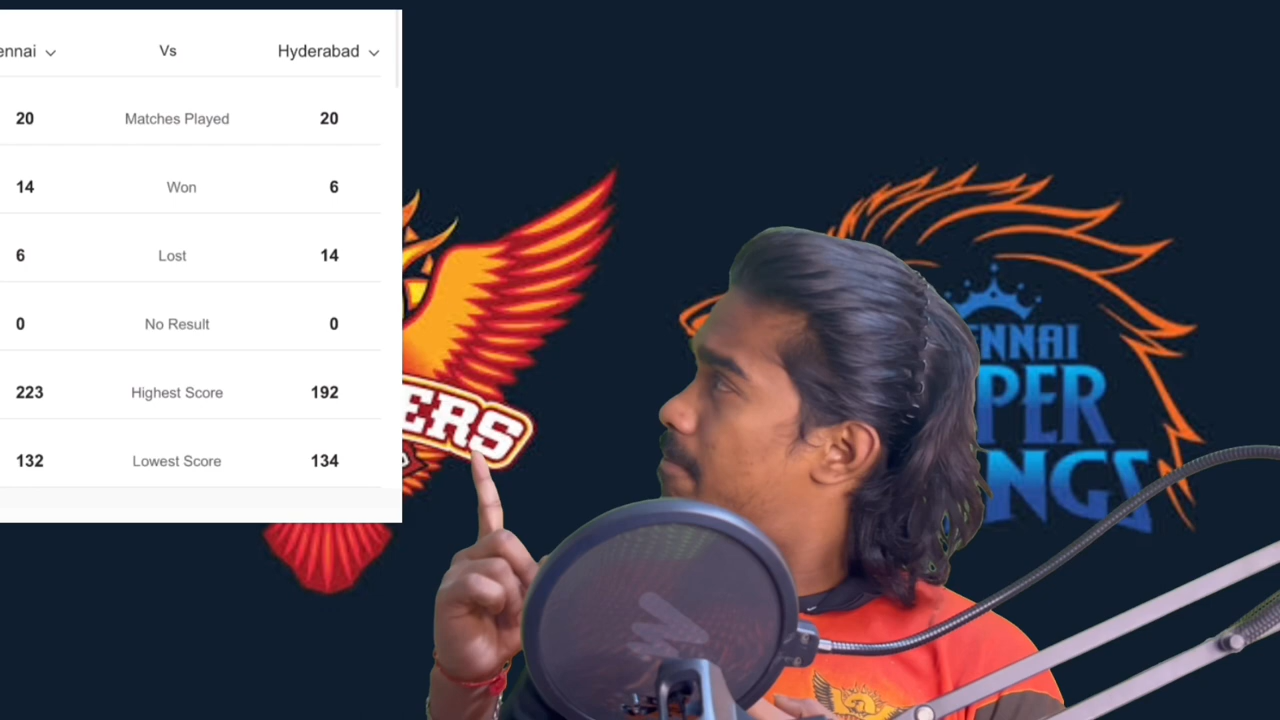 ennai Vs Hyderabad
20 Matches Played 20
14 Won 6
6 Lost 14
0 No Result 0
223 Highest Score 192
132 Lowest Score 134
ERS
ENNAI
PER
NGS